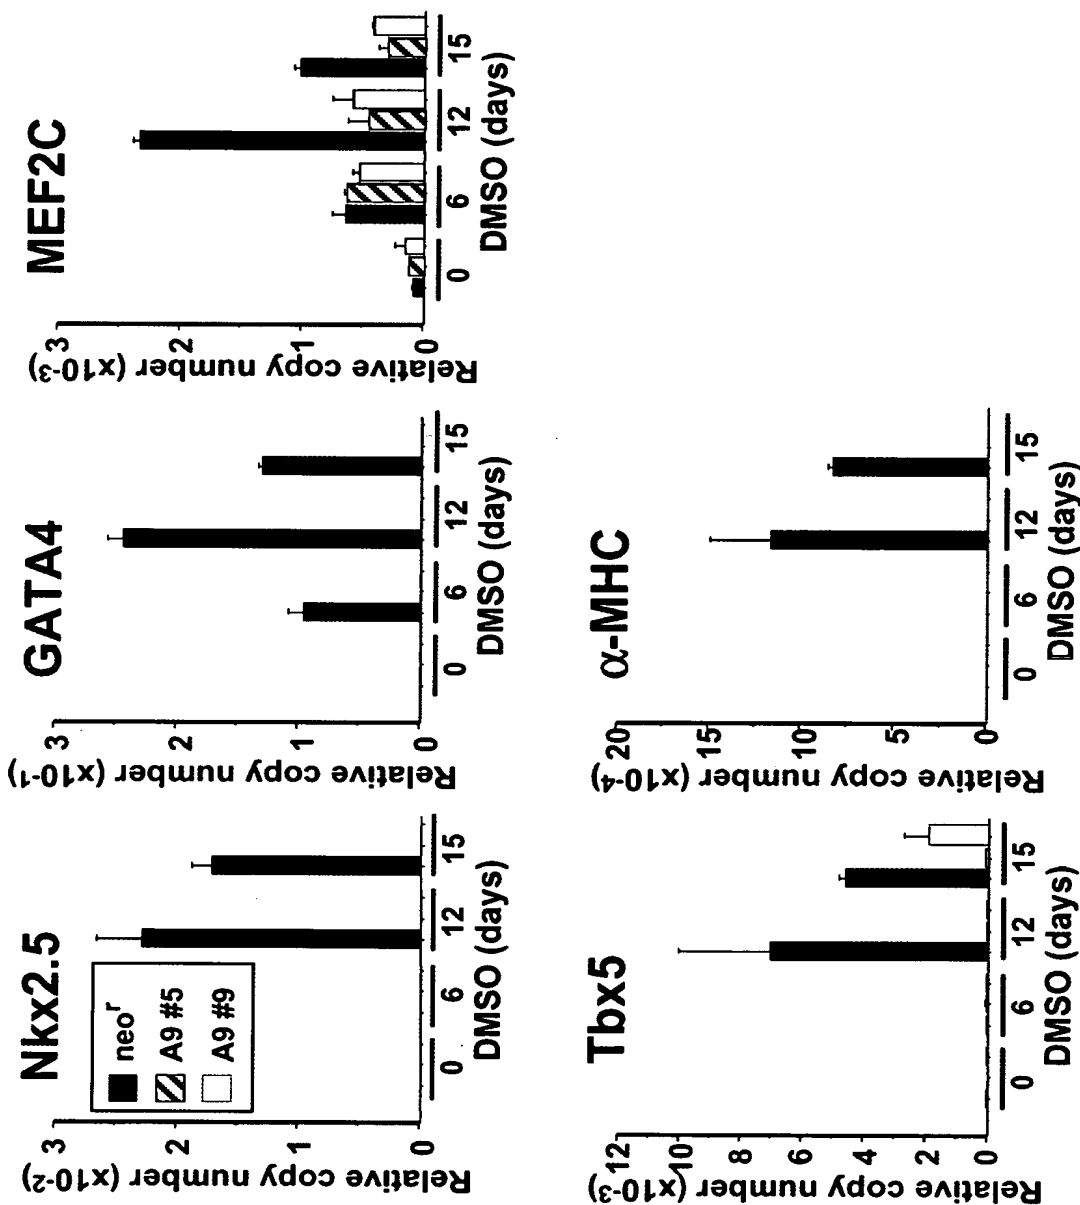 Nkx2.5
Relative copy number (x10-2)
3
2
1
0
neoʳ
A9 #5
A9 #9
0 6 12 15
DMSO (days)
GATA4
Relative copy number (x10-1)
3
2
1
0
0 6 12 15
DMSO (days)
MEF2C
Relative copy number (x10-3)
3
2
1
0
0 6 12 15
DMSO (days)
Tbx5
Relative copy number (x10-3)
12
10
8
6
4
2
0
0 6 12 15
DMSO (days)
α-MHC
Relative copy number (x10-4)
20
15
10
5
0
0 6 12 15
DMSO (days)